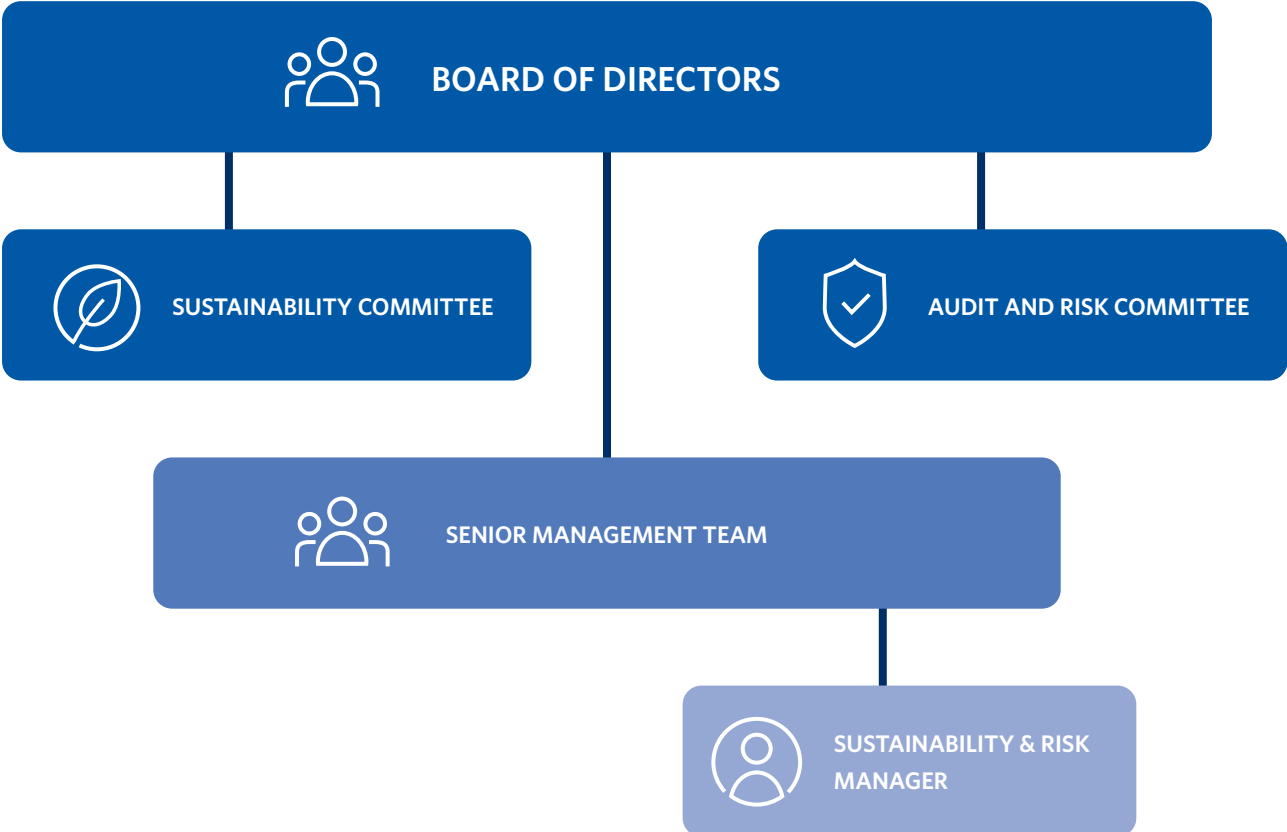 BOARD OF DIRECTORS
SUSTAINABILITY COMMITTEE
AUDIT AND RISK COMMITTEE
SENIOR MANAGEMENT TEAM
SUSTAINABILITY & RISK
MANAGER